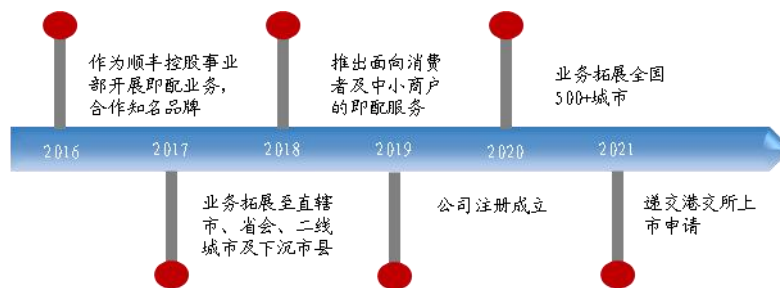 作为顺丰控股事业
部开展即配业务，
合作知名品牌
推出面向消费
者及中小商户
的即配服务
业务拓展全国
500+城市
2016 2017 2018 2019 2020 2021
业务拓展至直辖
市、省会、二线
城市及下沉市县
公司注册成立
递交港交所上
市申请